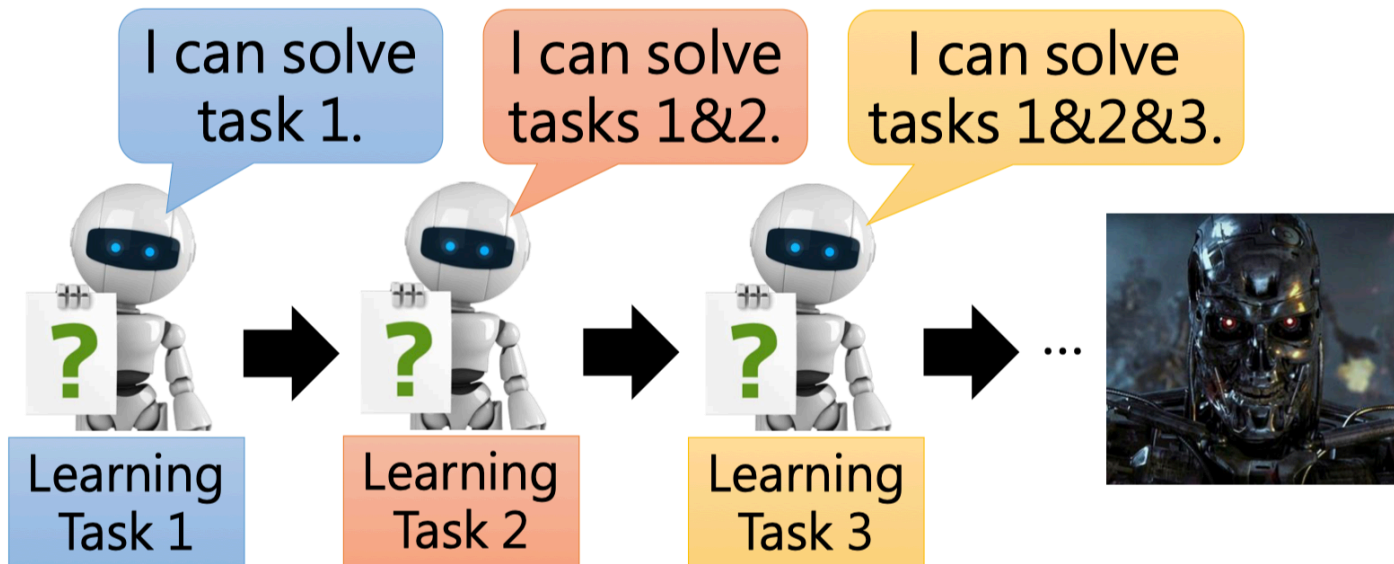 I can solve
task 1.
I can solve
tasks 1&2.
I can solve
tasks 1&2&3.
?
?
?
...
Learning
Task 1
Learning
Task 2
Learning
Task 3